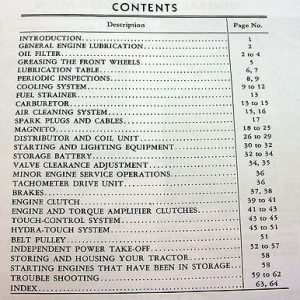 CONTENTS
Description Page No.
INTRODUCTION 1
GENERAL ENGINE LUBRICATION 2
OIL FILTER 2 to 4
GREASING THE FRONT WHEELS 5
LUBRICATION TABLE 6, 7
PERIODIC INSPECTIONS 8, 9
COOLING SYSTEM 9 to 12
FUEL STRAINER 13
CARBURETOR 13 to 15
AIR CLEANING SYSTEM 15, 16
SPARK PLUGS AND CABLES 17
MAGNETO 18 to 25
DISTRIBUTOR AND COIL UNIT 26 to 29
STARTING AND LIGHTING EQUIPMENT 30 to 32
STORAGE BATTERY 32 to 34
VALVE CLEARANCE ADJUSTMENT 34, 35
MINOR ENGINE SERVICE OPERATIONS 36
TACHOMETER DRIVE UNIT 36
BRAKES 37, 38
ENGINE CLUTCH 39 to 41
ENGINE AND TORQUE AMPLIFIER CLUTCHES 41 to 43
TOUCH-CONTROL SYSTEM 43 to 45
HYDRA-TOUCH SYSTEM 45 to 51
BELT PULLEY 51
INDEPENDENT POWER TAKE-OFF 52 to 57
STORING AND HOUSING YOUR TRACTOR 58
STARTING ENGINES THAT HAVE BEEN IN STORAGE 58
TROUBLE SHOOTING 59 to 62
INDEX 63, 64